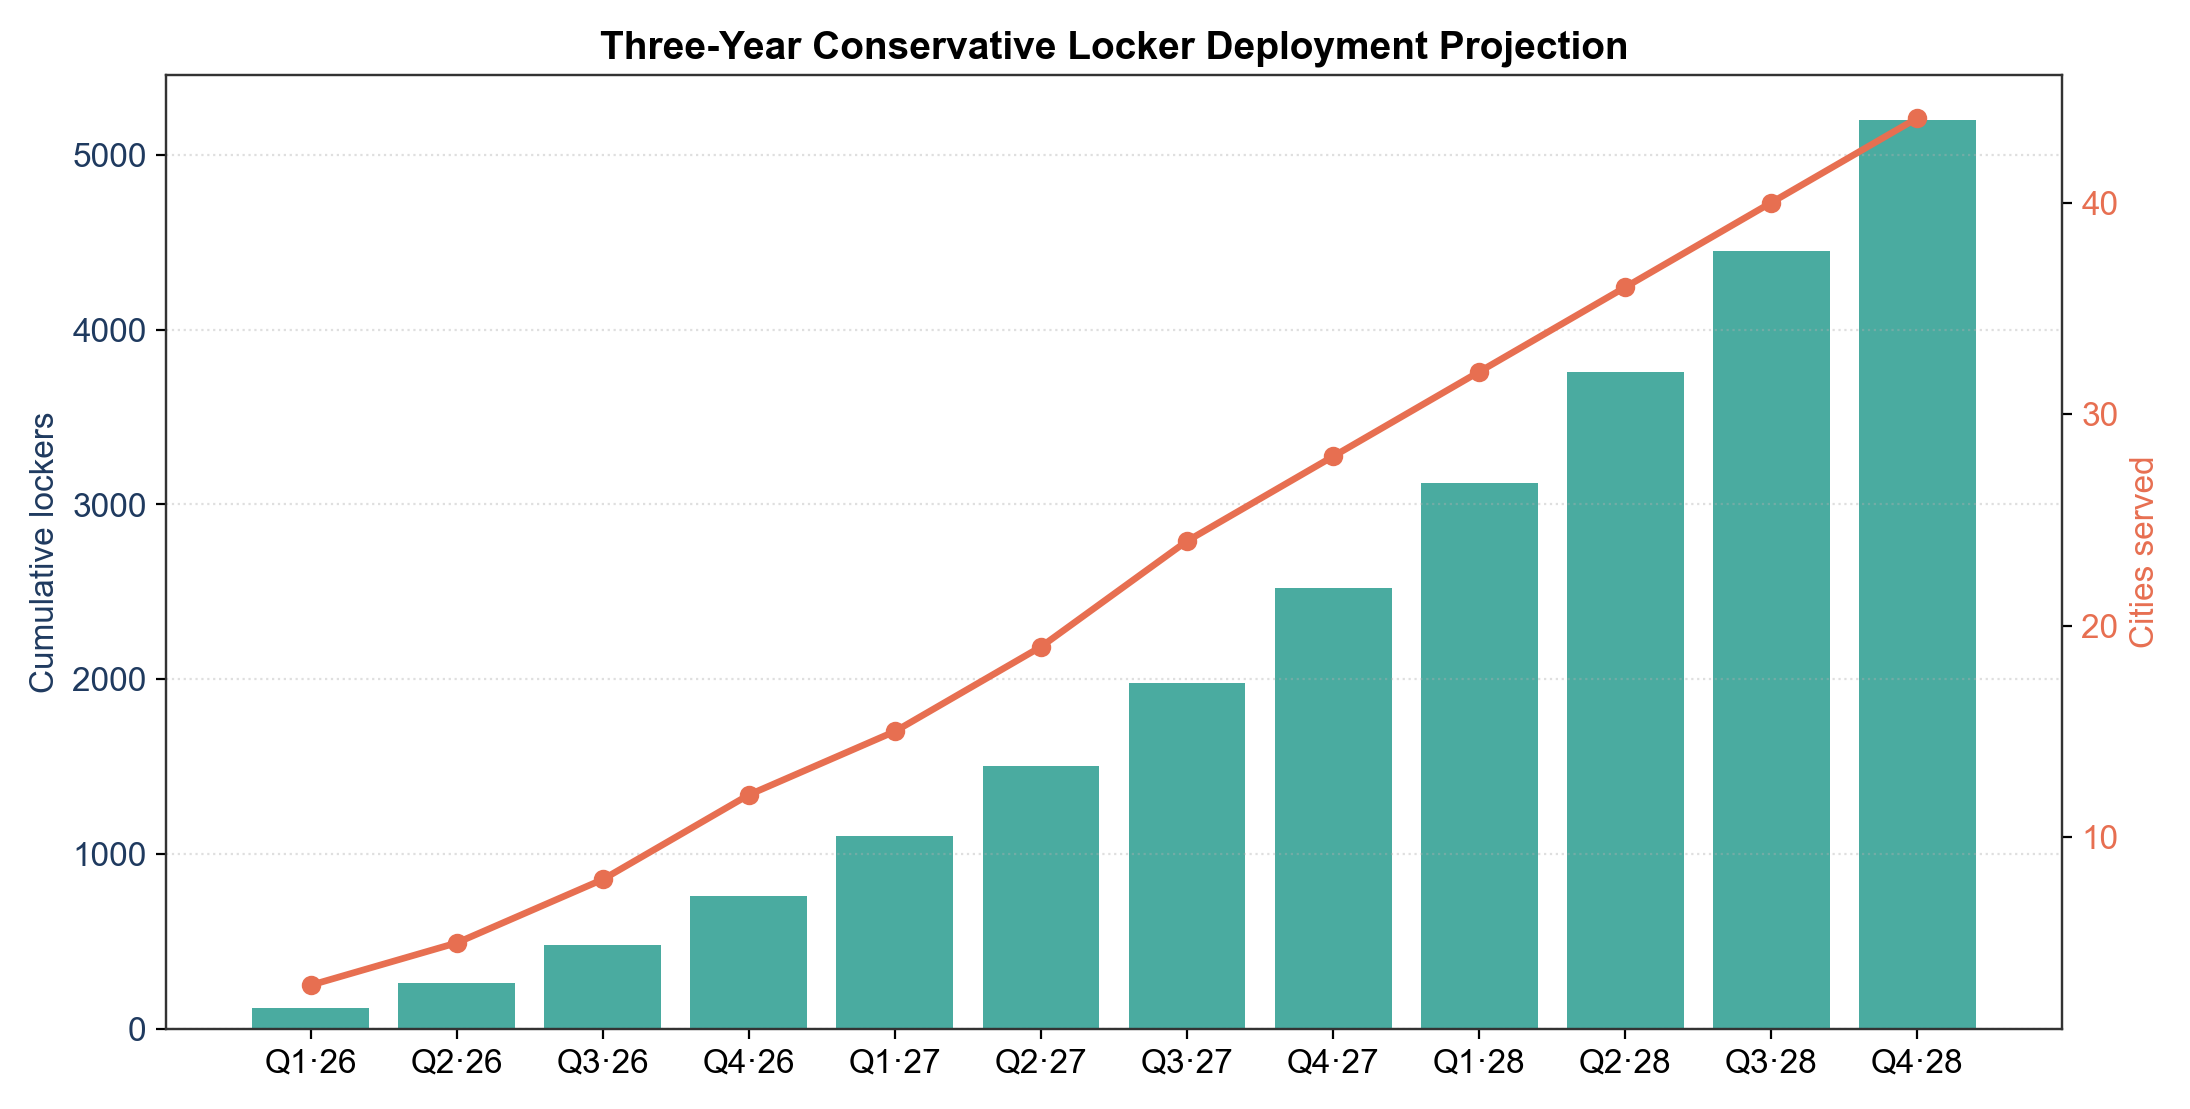 Three-Year Conservative Locker Deployment Projection
5000
4000
3000
2000
1000
0
Cumulative lockers
40
30
20
10
Cities served
Q1·26 Q2·26 Q3·26 Q4·26 Q1·27 Q2·27 Q3·27 Q4·27 Q1·28 Q2·28 Q3·28 Q4·28